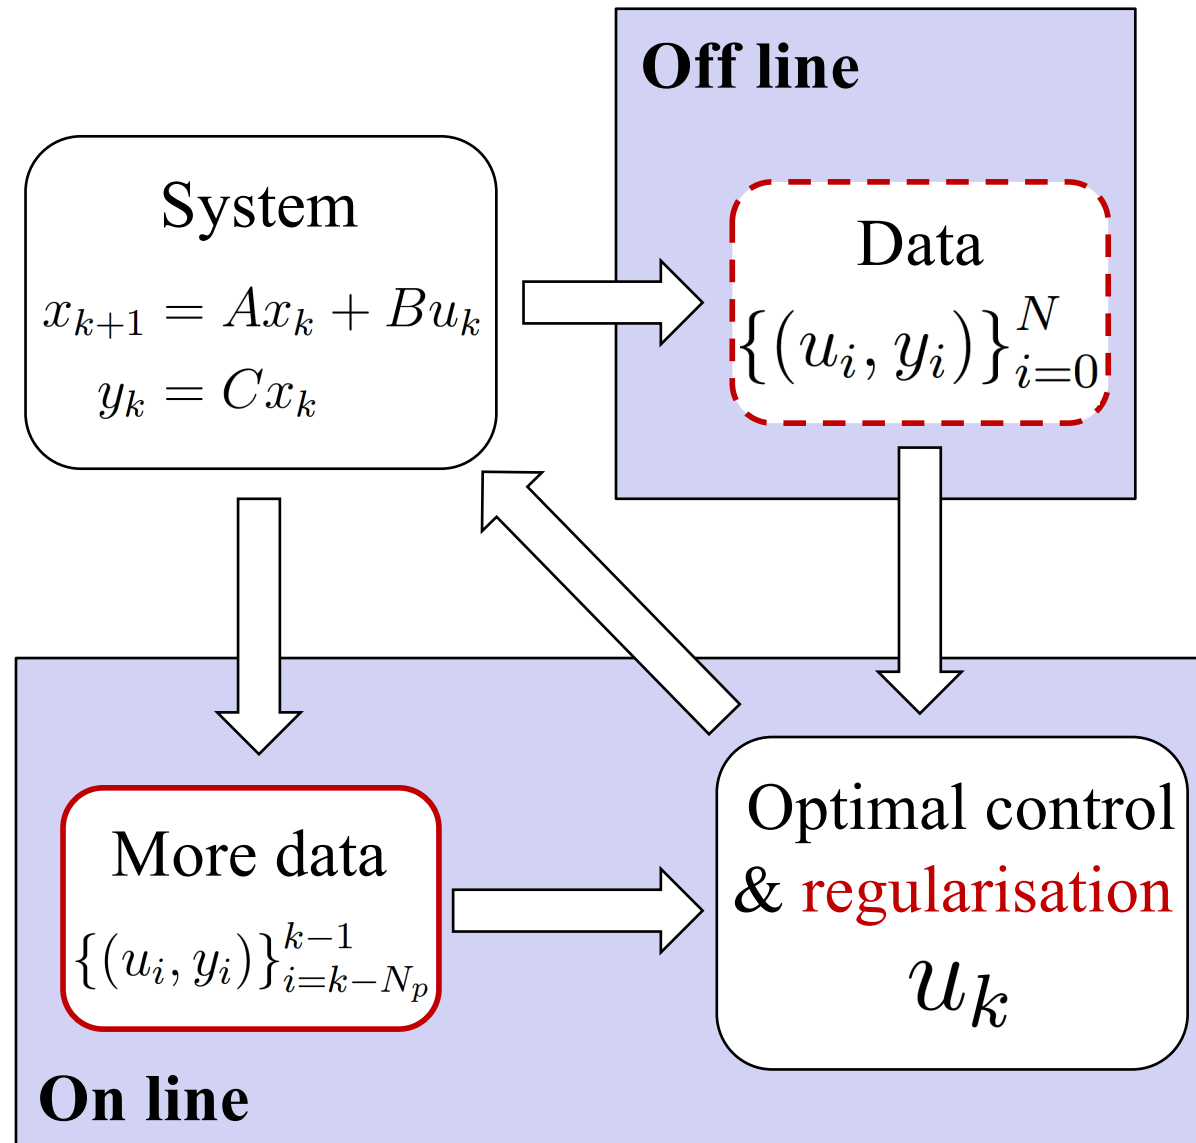 Off line
System
x_{k+1} = Ax_k + Bu_k
y_k = Cx_k
Data
{(u_i, y_i)}_{i=0}^{N}
More data
{(u_i, y_i)}_{i=k-N_p}^{k-1}
Optimal control
& regularisation
u_k
On line